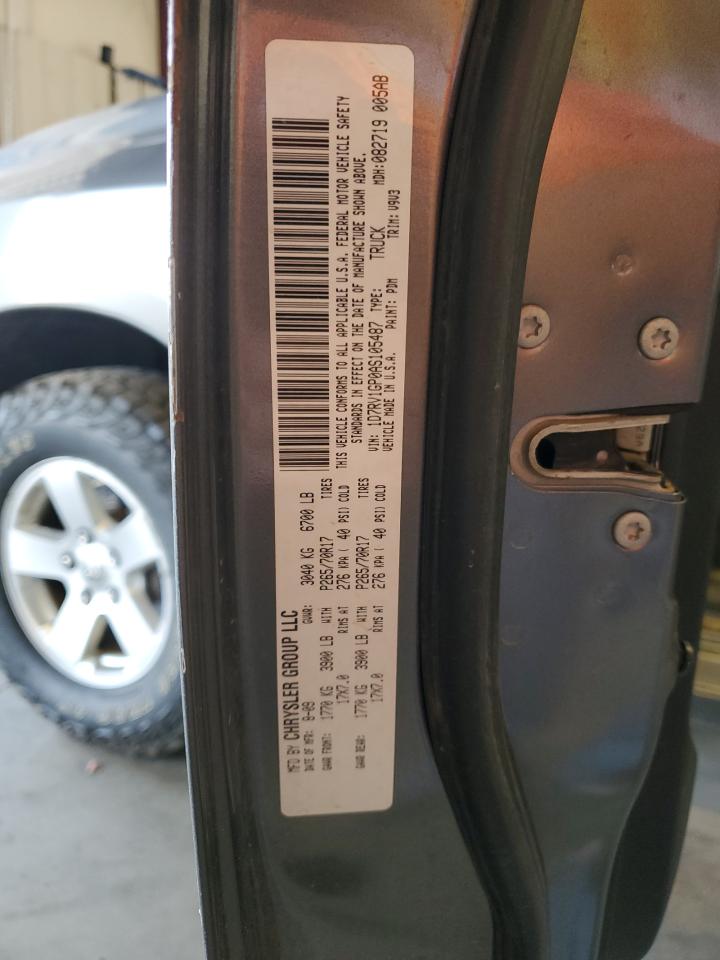 MFD BY CHRYSLER GROUP LLC
DATE OF MFR: 8-09 GVWR: 3040 KG 6700 LB
GAWR FRONT: 1770 KG 3900 LB WITH P265/70R17 TIRES
17X7.0 RIMS AT 276 KPA ( 40 PSI) COLD
GAWR REAR: 1770 KG 3900 LB WITH P265/70R17 TIRES
17X7.0 RIMS AT 276 KPA ( 40 PSI) COLD
THIS VEHICLE CONFORMS TO ALL APPLICABLE U.S.A. FEDERAL MOTOR VEHICLE SAFETY
STANDARDS IN EFFECT ON THE DATE OF MANUFACTURE SHOWN ABOVE.
VIN: 1D7RV1GP0AS105487 TYPE: TRUCK MDH: 082719 005AB
VEHICLE MADE IN U.S.A. PAINT: PDM TRIM: V9V3